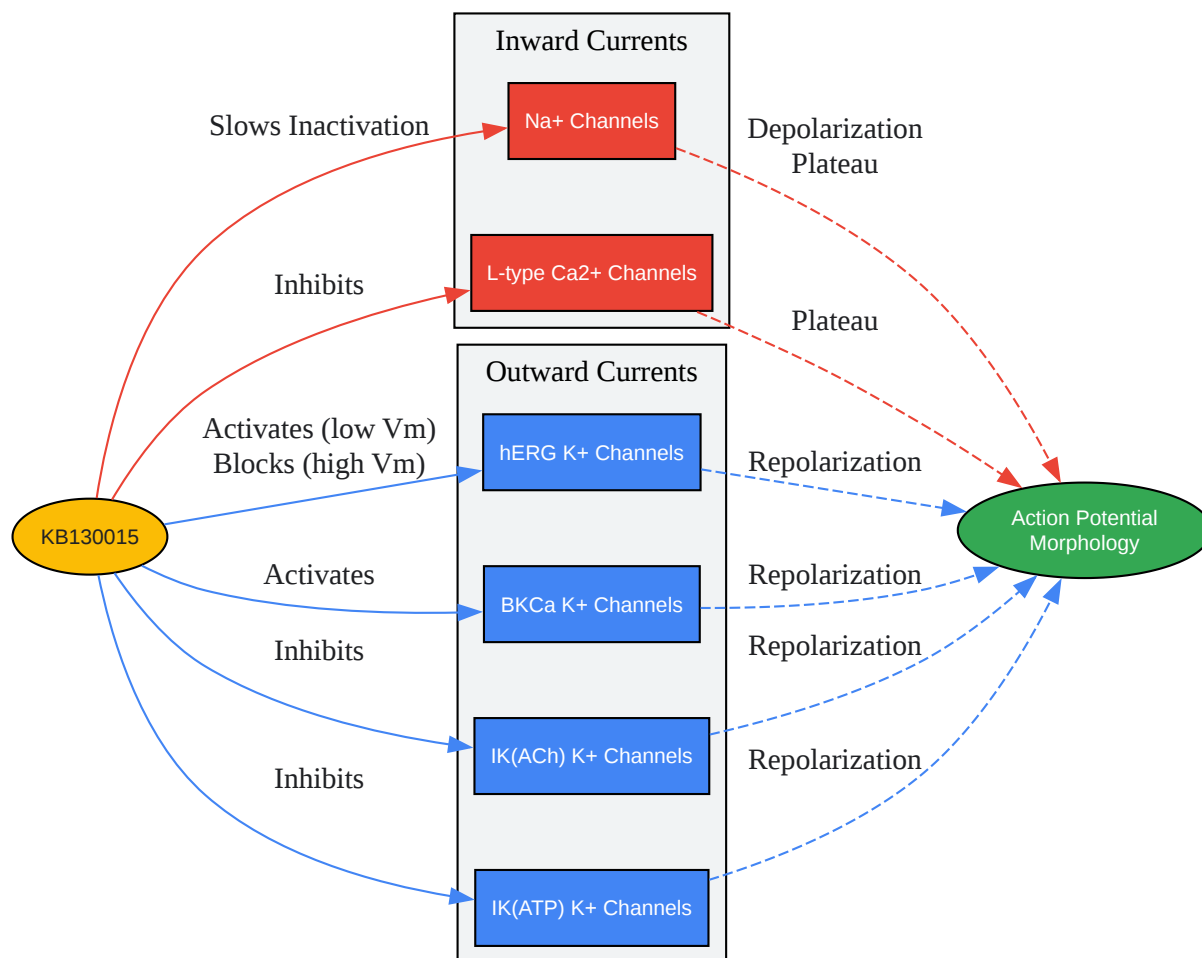 Inward Currents
Slows Inactivation
Na+ Channels
Depolarization
Plateau
Inhibits
L-type Ca2+ Channels
Plateau
Outward Currents
Activates (low Vm)
Blocks (high Vm)
hERG K+ Channels
Repolarization
KB130015
Action Potential
Morphology
Activates
BKCa K+ Channels
Repolarization
Inhibits
IK(ACh) K+ Channels
Repolarization
Inhibits
IK(ATP) K+ Channels
Repolarization